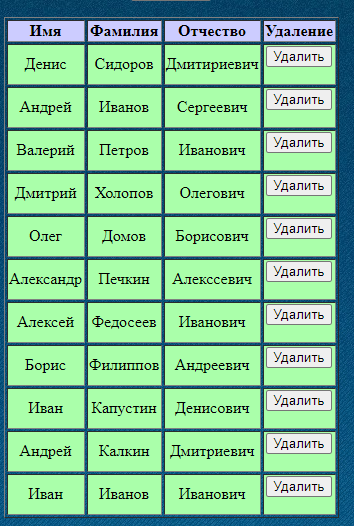 Имя Фамилия Отчество Удаление
Денис Сидоров Дмитириевич Удалить
Андрей Иванов Сергеевич Удалить
Валерий Петров Иванович Удалить
Дмитрий Холопов Олегович Удалить
Олег Домов Борисович Удалить
Александр Печкин Алекссевич Удалить
Алексей Федосеев Иванович Удалить
Борис Филиппов Андреевич Удалить
Иван Капустин Денисович Удалить
Андрей Калкин Дмитриевич Удалить
Иван Иванов Иванович Удалить